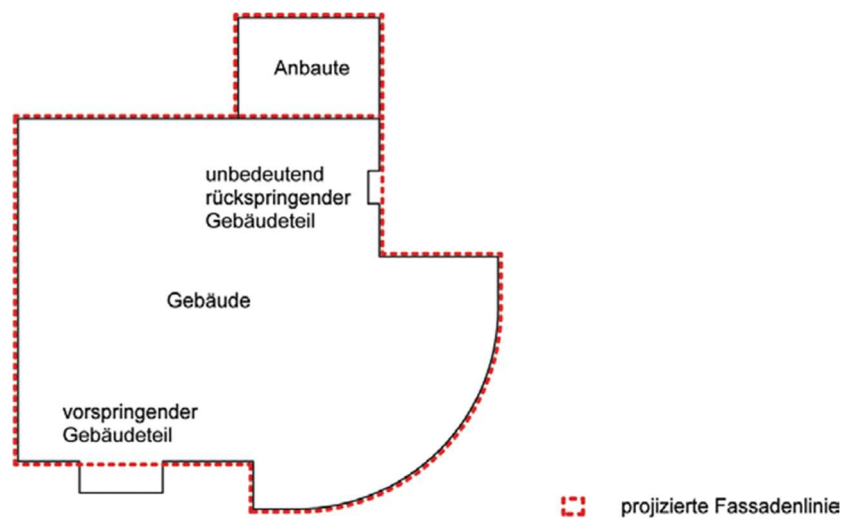 Anbaute
unbedeutend
rückspringender
Gebäudeteil
Gebäude
vorspringender
Gebäudeteil
projizierte Fassadenlinie